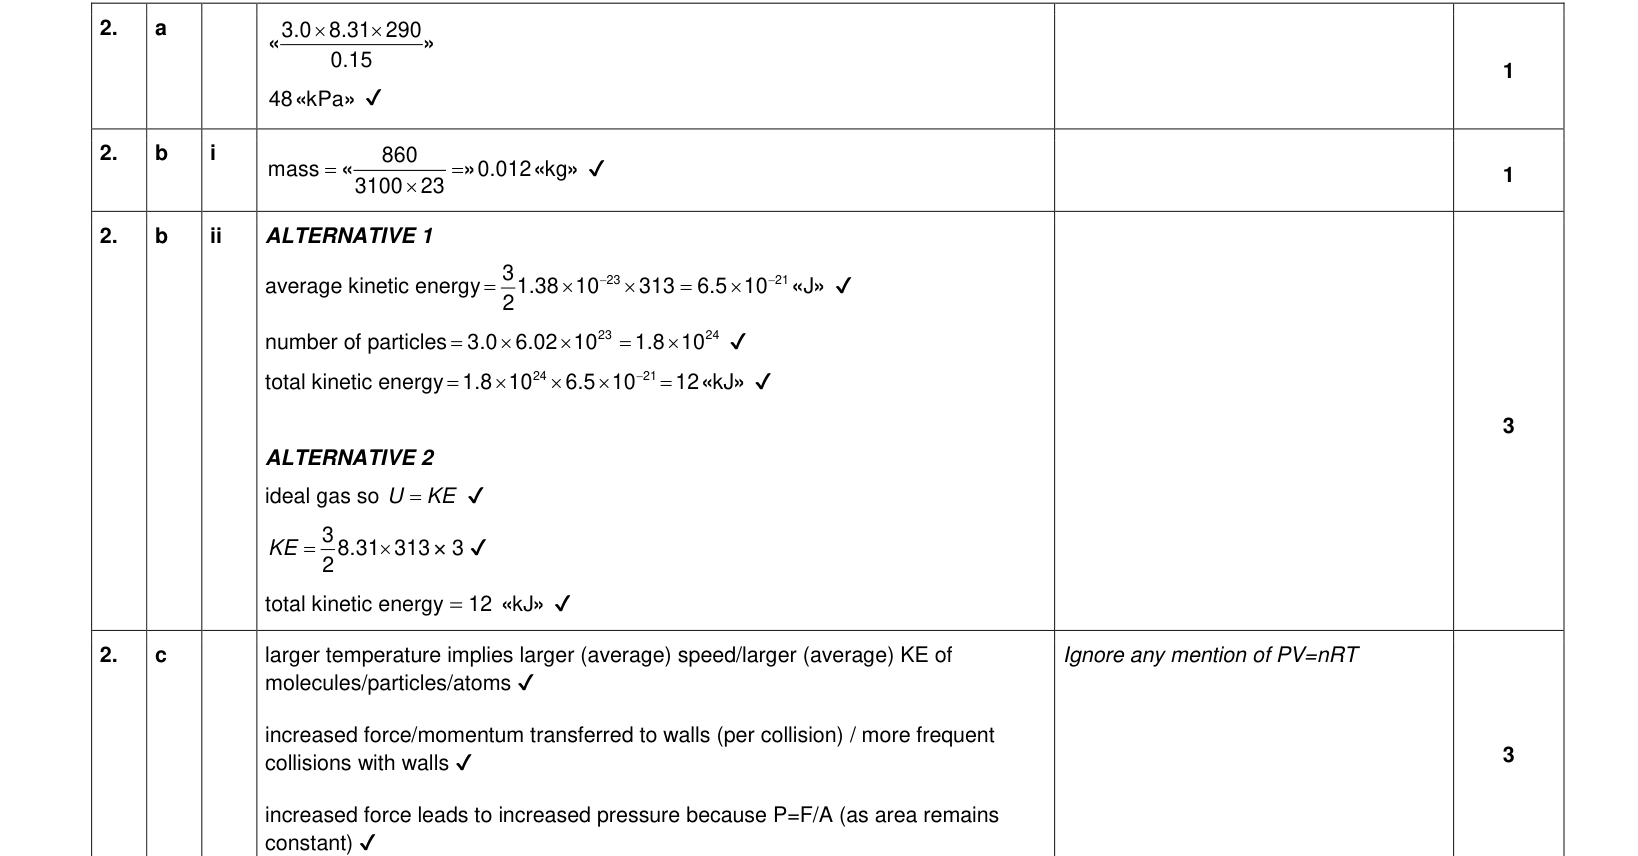 2. a «3.0×8.31×290/0.15»
48«kPa» ✓
1
2. b i mass = «860/3100×23 =»0.012«kg» ✓ 1
2. b ii ALTERNATIVE 1
average kinetic energy = 3/2 1.38×10⁻²³×313 = 6.5×10⁻²¹«J» ✓
number of particles = 3.0×6.02×10²³ = 1.8×10²⁴ ✓
total kinetic energy = 1.8×10²⁴×6.5×10⁻²¹ = 12«kJ» ✓
3
ALTERNATIVE 2
ideal gas so U = KE ✓
KE = 3/2 8.31×313 × 3 ✓
total kinetic energy = 12 «kJ» ✓
2. c larger temperature implies larger (average) speed/larger (average) KE of
molecules/particles/atoms ✓
Ignore any mention of PV=nRT
increased force/momentum transferred to walls (per collision) / more frequent
collisions with walls ✓
3
increased force leads to increased pressure because P=F/A (as area remains
constant) ✓